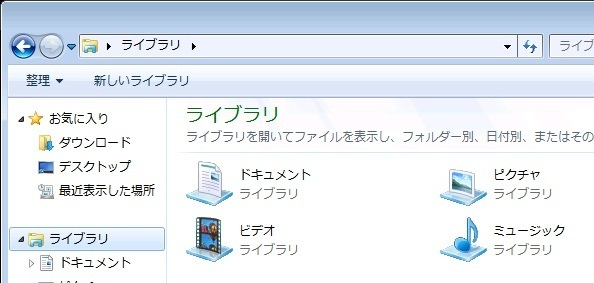 ライブラリ
ライブ
整理
新しいライブラリ
お気に入り
ダウンロード
デスクトップ
最近表示した場所
ライブラリ
ドキュメント
ライブラリ
ライブラリを開いてファイルを表示し、フォルダー別、日付別、またはその
ドキュメント
ライブラリ
ピクチャ
ライブラリ
ビデオ
ライブラリ
ミュージック
ライブラリ